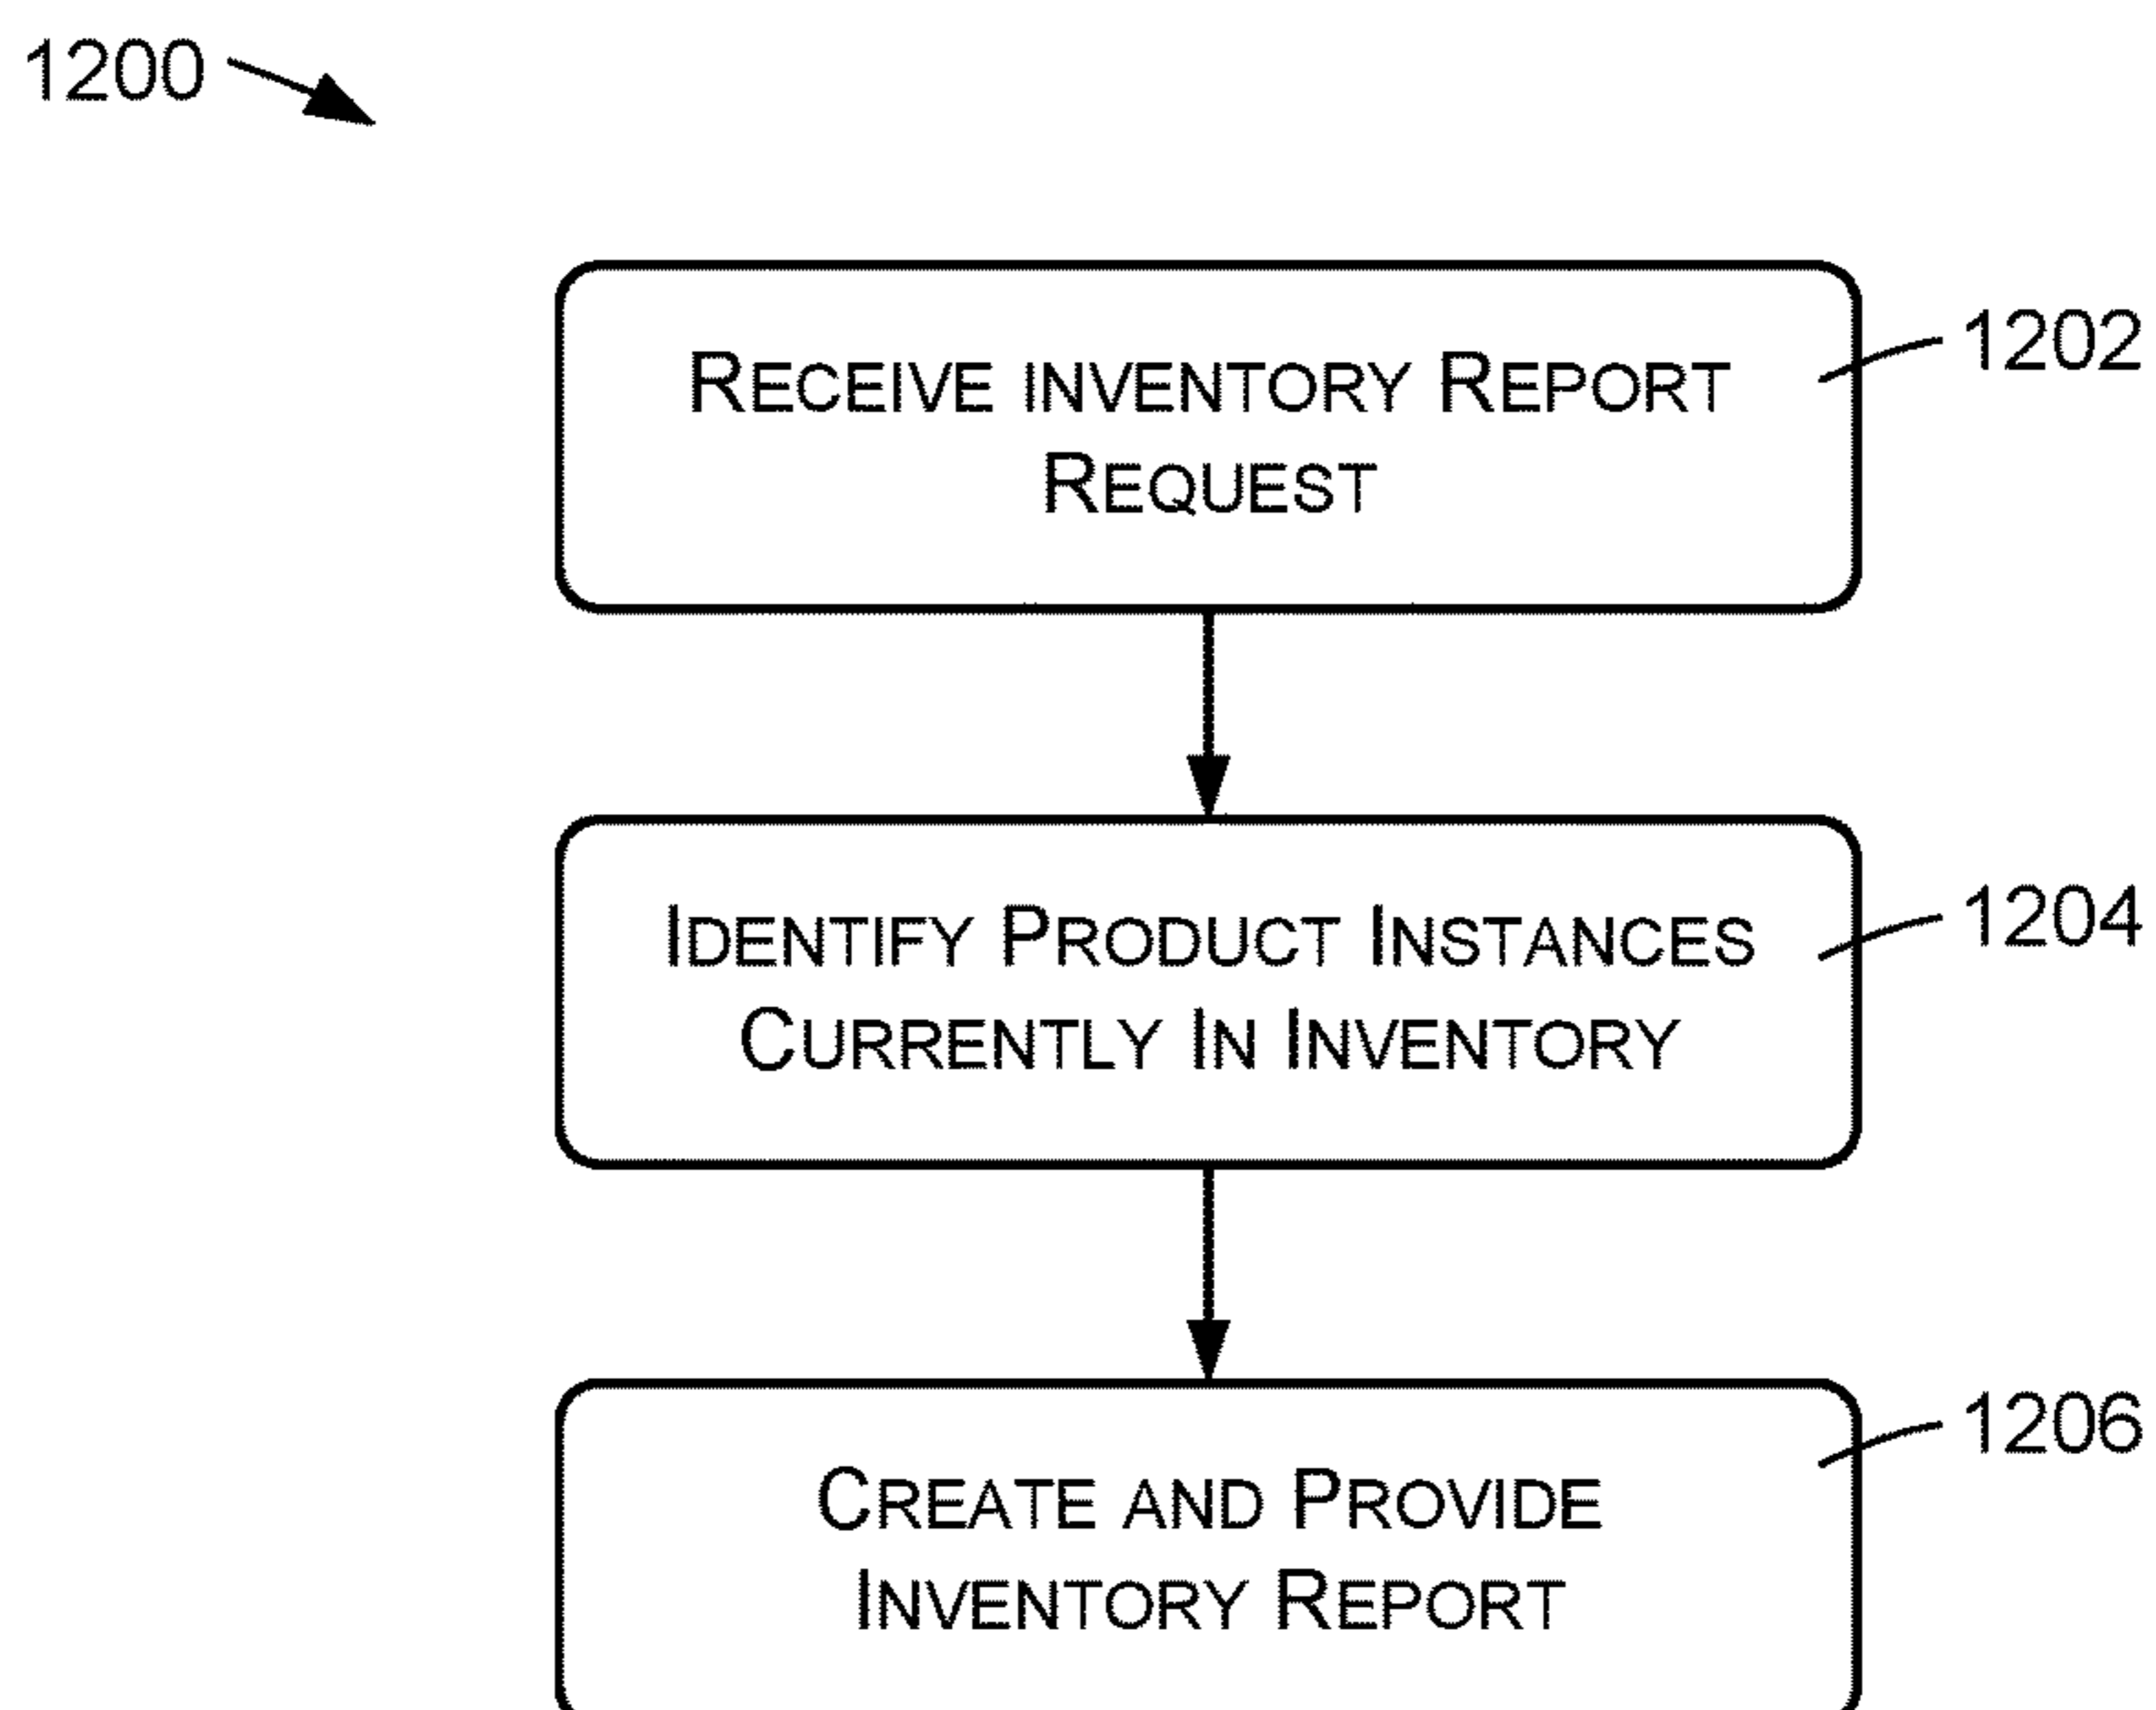 1200
RECEIVE INVENTORY REPORT
REQUEST
1202
IDENTIFY PRODUCT INSTANCES
CURRENTLY IN INVENTORY
1204
CREATE AND PROVIDE
INVENTORY REPORT
1206